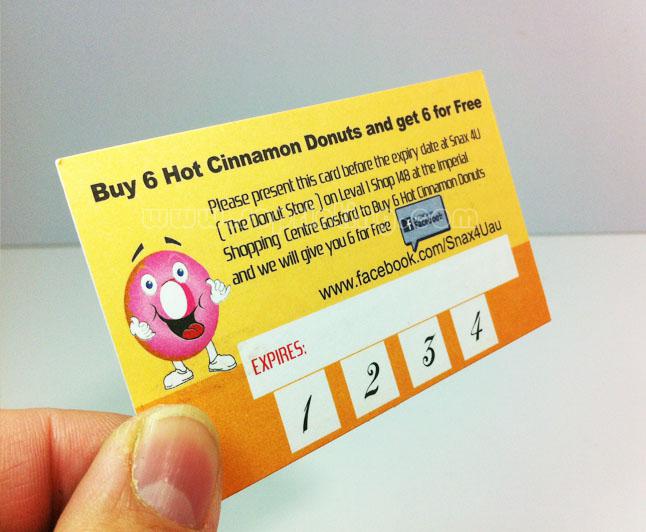 Buy 6 Hot Cinnamon Donuts and get 6 for Free
Please present this card before the expiry date at Snax 4U
( The Donut Store ) on Leval 1 Shop 148 at the Imperial
Shopping Centre Gosford to Buy 6 Hot Cinnamon Donuts
and we will give you 6 for free
facebook
www.facebook.com/Snax4Uau
EXPIRES:
1 2 3 4